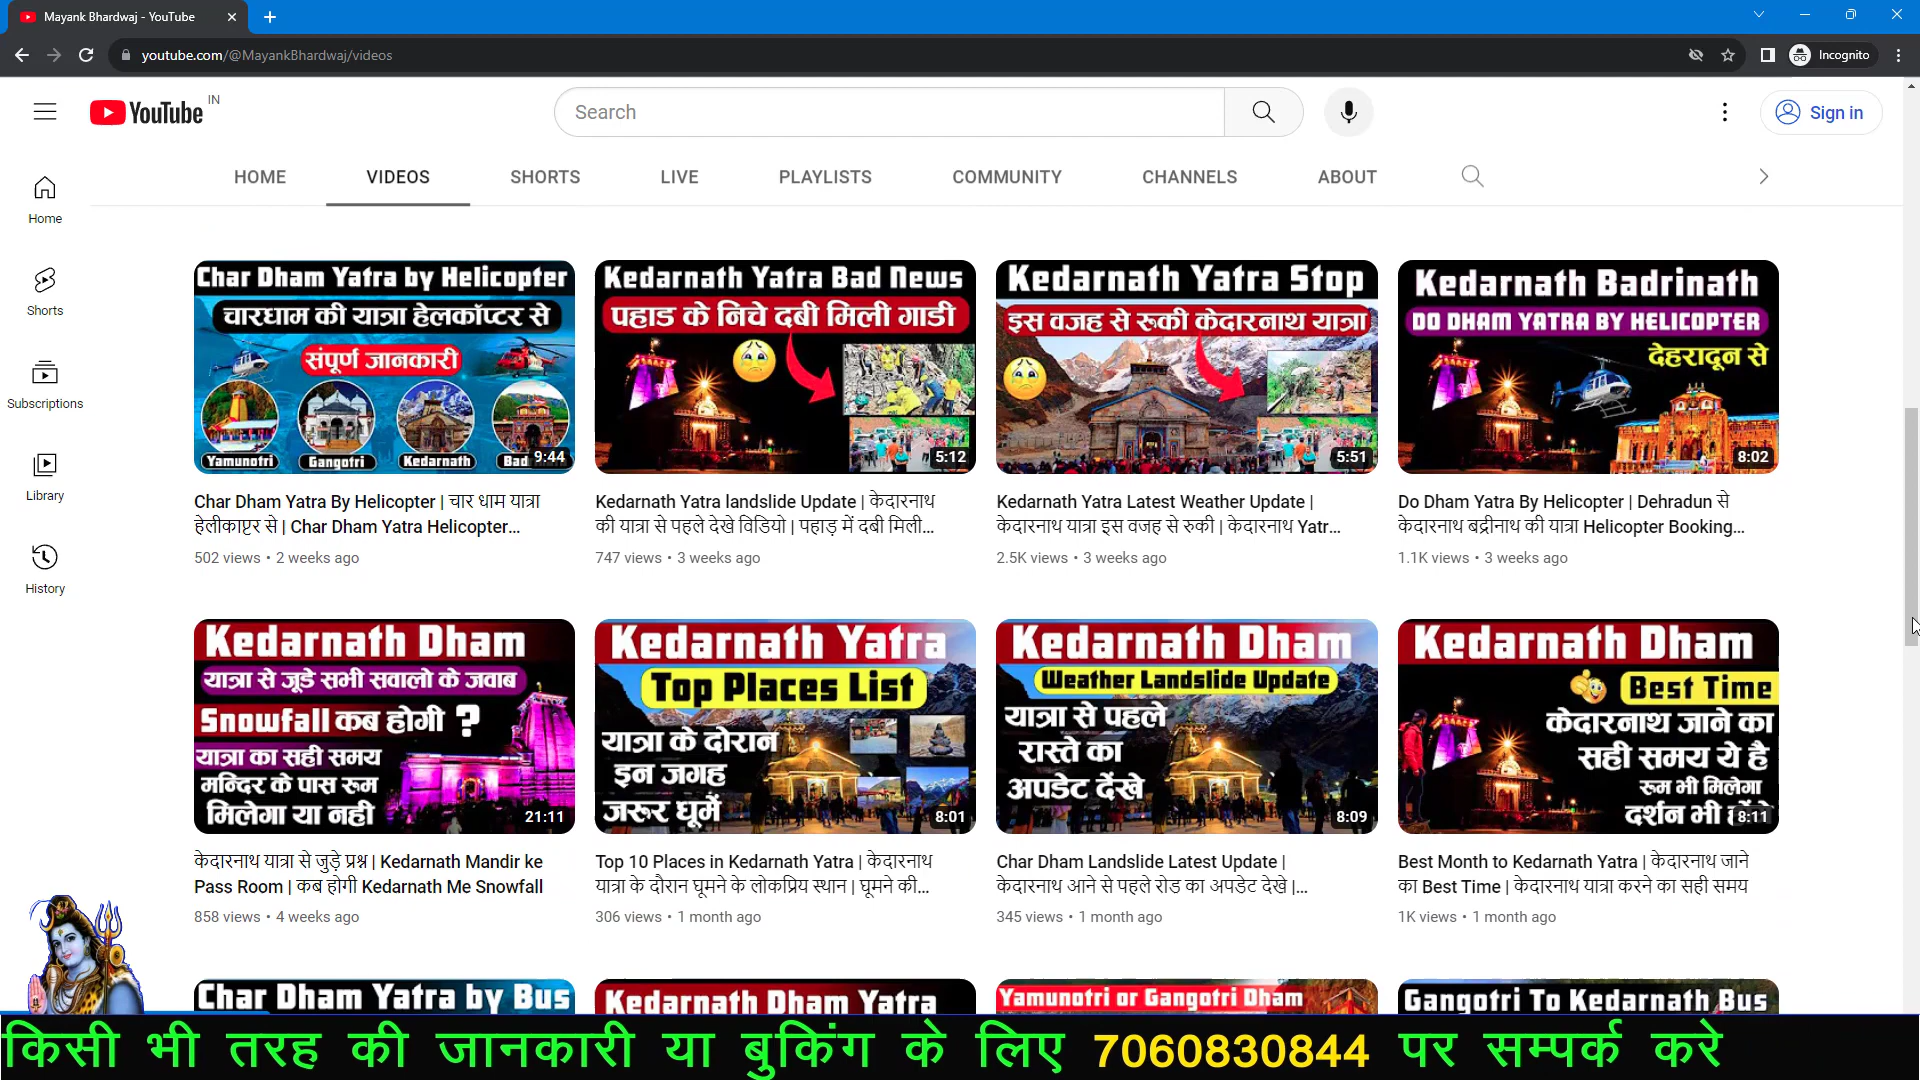 Mayank Bhardwaj - YouTube
youtube.com/@MayankBhardwaj/videos
Incognito
YouTube IN
Search
Sign in
HOME
VIDEOS
SHORTS
LIVE
PLAYLISTS
COMMUNITY
CHANNELS
ABOUT
Home
Shorts
Subscriptions
Library
History
Char Dham Yatra by Helicopter
चारधाम की यात्रा हेलकॉप्टर से
संपूर्ण जानकारी
Yamunotri
Gangotri
Kedarnath
Bad
9:44
Char Dham Yatra By Helicopter | चार धाम यात्रा
हेलीकाप्टर से | Char Dham Yatra Helicopter...
502 views • 2 weeks ago
Kedarnath Yatra Bad News
पहाड के निचे दबी मिली गाडी
5:12
Kedarnath Yatra landslide Update | केदारनाथ
की यात्रा से पहले देखे विडियो | पहाड़ में दबी मिली...
747 views • 3 weeks ago
Kedarnath Yatra Stop
इस वजह से रुकी केदारनाथ यात्रा
5:51
Kedarnath Yatra Latest Weather Update |
केदारनाथ यात्रा इस वजह से रुकी | केदारनाथ Yatr...
2.5K views • 3 weeks ago
Kedarnath Badrinath
DO DHAM YATRA BY HELICOPTER
देहरादून से
8:02
Do Dham Yatra By Helicopter | Dehradun से
केदारनाथ बद्रीनाथ की यात्रा Helicopter Booking...
1.1K views • 3 weeks ago
Kedarnath Dham
यात्रा से जूडे सभी सवालो के जवाब
Snowfall कब होगी ?
यात्रा का सही समय
मन्दिर के पास रूम
मिलेगा या नही
21:11
केदारनाथ यात्रा से जुड़े प्रश्न | Kedarnath Mandir ke
Pass Room | कब होगी Kedarnath Me Snowfall
858 views • 4 weeks ago
Kedarnath Yatra
Top Places List
यात्रा के दौरान
इन जगह
जरूर घूमें
8:01
Top 10 Places in Kedarnath Yatra | केदारनाथ
यात्रा के दौरान घूमने के लोकप्रिय स्थान | घूमने की...
306 views • 1 month ago
Kedarnath Dham
Weather Landslide Update
यात्रा से पहले
रास्ते का
अपडेट देंखे
8:09
Char Dham Landslide Latest Update |
केदारनाथ आने से पहले रोड का अपडेट देखे |...
345 views • 1 month ago
Kedarnath Dham
Best Time
केदारनाथ जाने का
सही समय ये है
रूम भी मिलेगा
दर्शन भी
8:11
Best Month to Kedarnath Yatra | केदारनाथ जाने
का Best Time | केदारनाथ यात्रा करने का सही समय
1K views • 1 month ago
Char Dham Yatra by Bus
Kedarnath Dham Yatra
Yamunotri or Gangotri Dham
Gangotri To Kedarnath Bus
किसी भी तरह की जानकारी या बुकिंग के लिए 7060830844 पर सम्पर्क करे